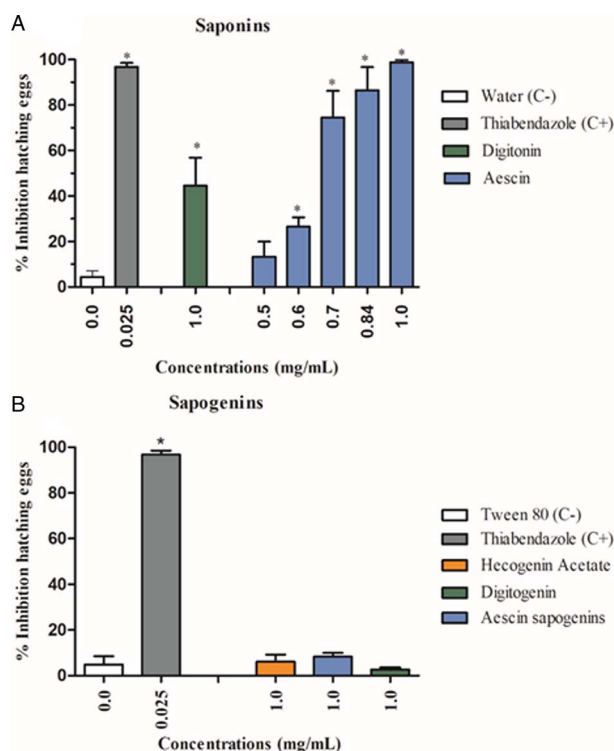 A
Saponins
% Inhibition hatching eggs
100
80
60
40
20
0
*
*
*
*
*
*
0.0
0.025
1.0
0.5
0.6
0.7
0.84
1.0
Concentrations (mg/mL)
Water (C-)
Thiabendazole (C+)
Digitonin
Aescin
B
Sapogenins
% Inhibition hatching eggs
100
80
60
40
20
0
*
0.0
0.025
1.0
1.0
1.0
Concentrations (mg/mL)
Tween 80 (C-)
Thiabendazole (C+)
Hecogenin Acetate
Digitogenin
Aescin sapogenins